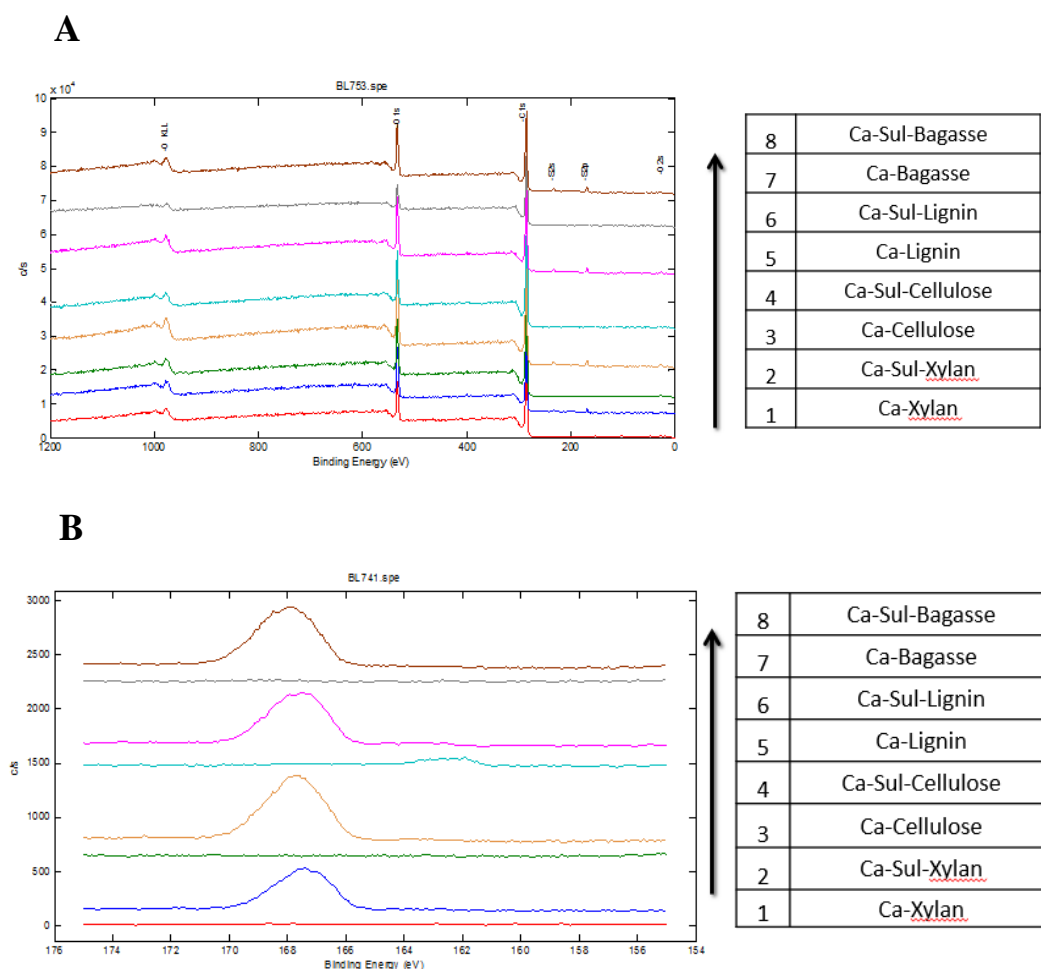 A
BL753.spe
x 10^4
10
9
8
7
6
5
4
3
2
1
0
c/s
-O KLL
-O1s
-C1s
-S2s
-S2p
-O2s
1200 1000 800 600 400 200 0
Binding Energy (eV)
8 Ca-Sul-Bagasse
7 Ca-Bagasse
6 Ca-Sul-Lignin
5 Ca-Lignin
4 Ca-Sul-Cellulose
3 Ca-Cellulose
2 Ca-Sul-Xylan
1 Ca-Xylan
B
BL741.spe
3000
2500
2000
1500
1000
500
0
c/s
176 174 172 170 168 166 164 162 160 158 156 154
Binding Energy (eV)
8 Ca-Sul-Bagasse
7 Ca-Bagasse
6 Ca-Sul-Lignin
5 Ca-Lignin
4 Ca-Sul-Cellulose
3 Ca-Cellulose
2 Ca-Sul-Xylan
1 Ca-Xylan